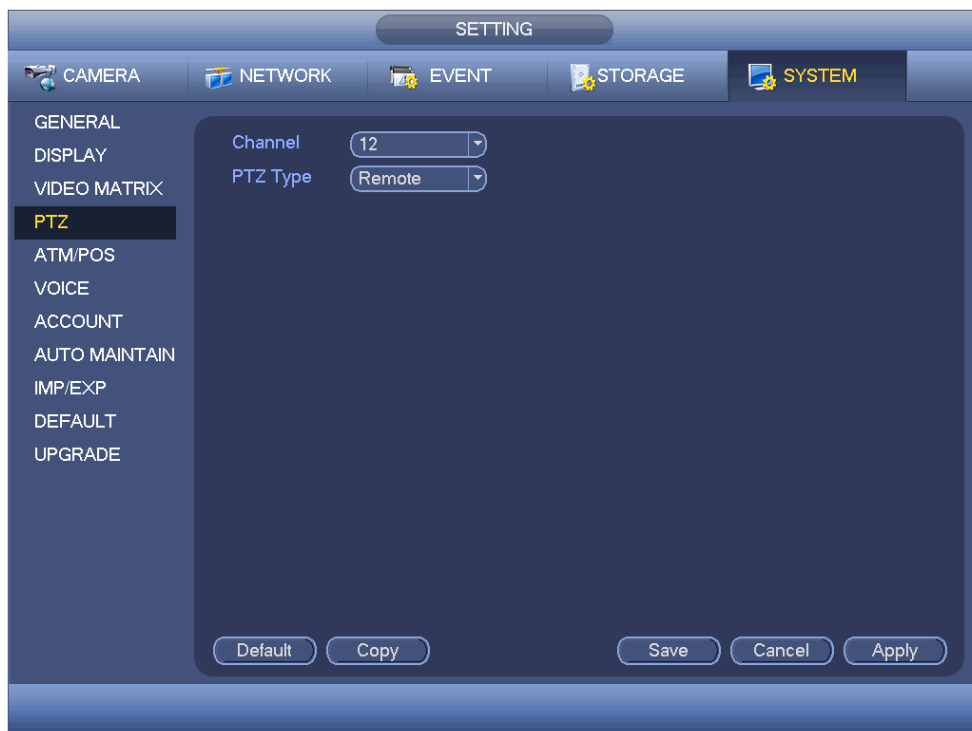 SETTING
CAMERA NETWORK EVENT STORAGE SYSTEM
GENERAL
DISPLAY
VIDEO MATRIX
PTZ
ATM/POS
VOICE
ACCOUNT
AUTO MAINTAIN
IMP/EXP
DEFAULT
UPGRADE
Channel 12
PTZ Type Remote
Default Copy Save Cancel Apply